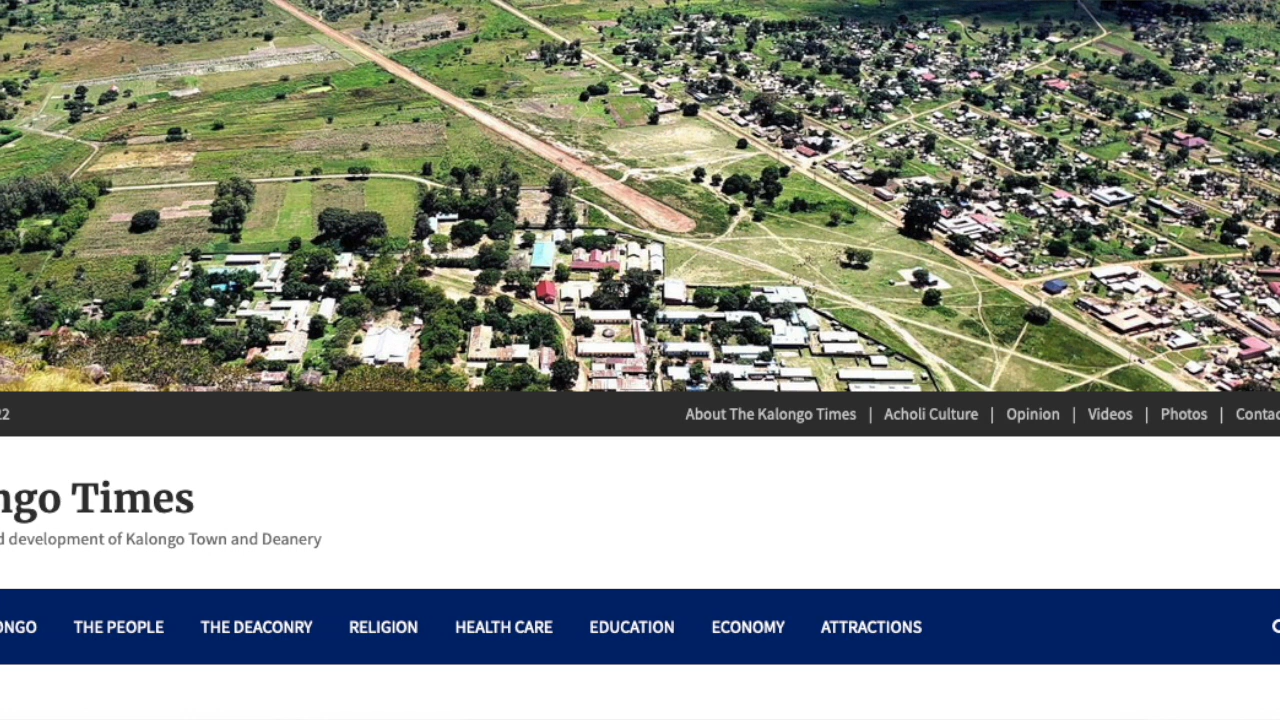 22
About The Kalongo Times | Acholi Culture | Opinion | Videos | Photos | Contac
ngo Times
d development of Kalongo Town and Deanery
ONGO THE PEOPLE THE DEACONRY RELIGION HEALTH CARE EDUCATION ECONOMY ATTRACTIONS